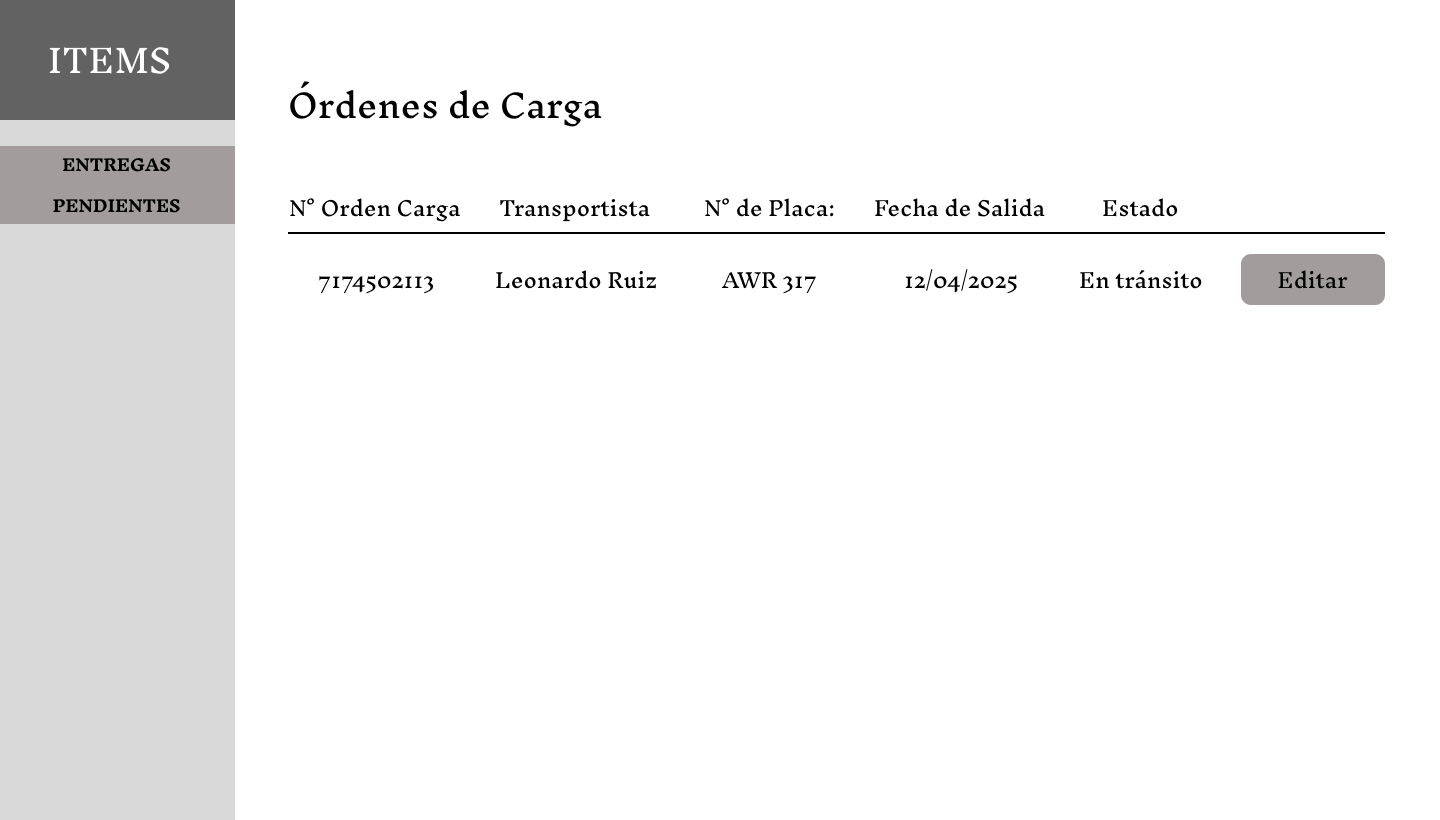 ITEMS
ENTREGAS
PENDIENTES
Órdenes de Carga
N° Orden Carga Transportista N° de Placa: Fecha de Salida Estado
7174502113 Leonardo Ruiz AWR 317 12/04/2025 En tránsito Editar